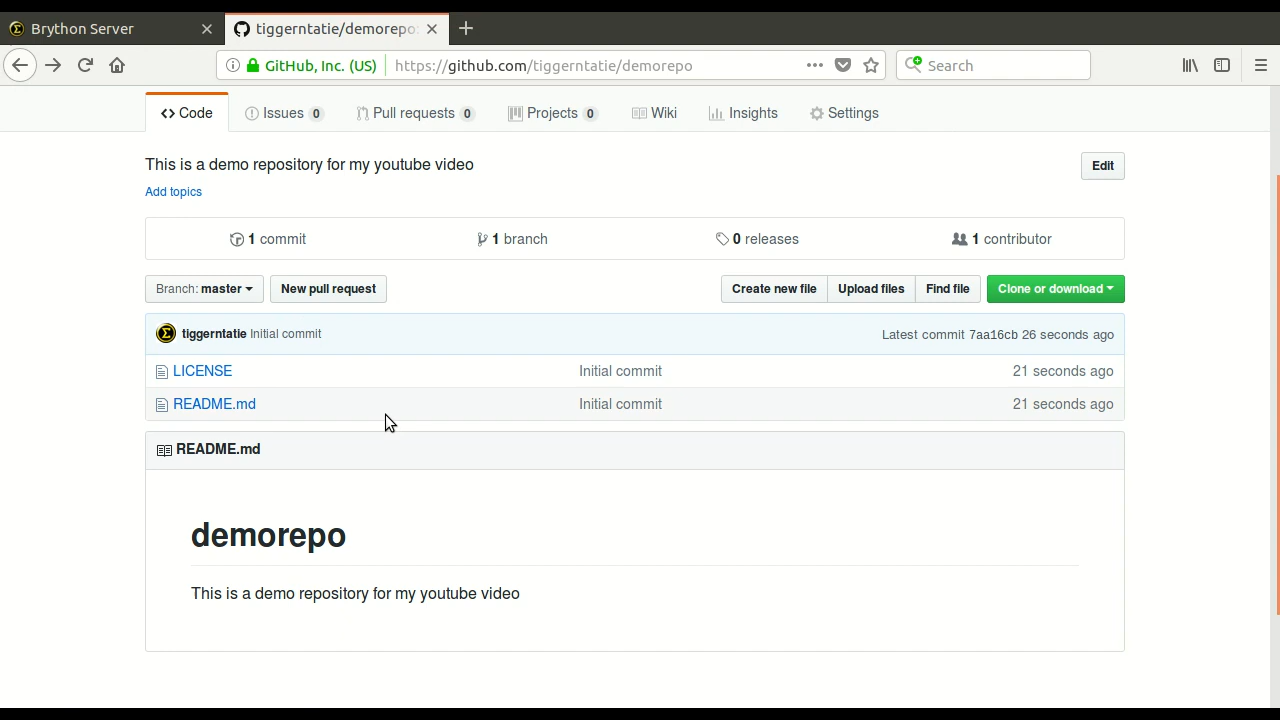 Brython Server
tiggerntatie/demorepo
GitHub, Inc. (US) https://github.com/tiggerntatie/demorepo Search
Code Issues 0 Pull requests 0 Projects 0 Wiki Insights Settings
This is a demo repository for my youtube video Edit
Add topics
1 commit 1 branch 0 releases 1 contributor
Branch: master New pull request Create new file Upload files Find file Clone or download
tiggerntatie Initial commit Latest commit 7aa16cb 26 seconds ago
LICENSE Initial commit 21 seconds ago
README.md Initial commit 21 seconds ago
README.md
demorepo
This is a demo repository for my youtube video